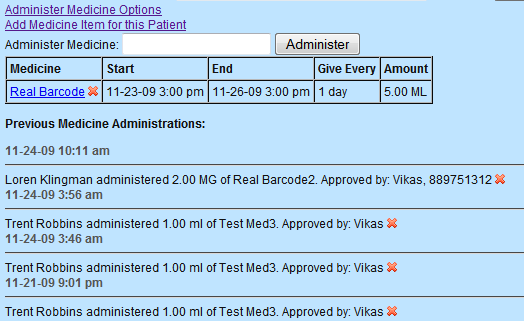 Administer Medicine Options
Add Medicine Item for this Patient
Administer Medicine: Administer
Medicine Start End Give Every Amount
Real Barcode 11-23-09 3:00 pm 11-26-09 3:00 pm 1 day 5.00 ML
Previous Medicine Administrations:
11-24-09 10:11 am
Loren Klingman administered 2.00 MG of Real Barcode2. Approved by: Vikas, 889751312
11-24-09 3:56 am
Trent Robbins administered 1.00 ml of Test Med3. Approved by: Vikas
11-24-09 3:46 am
Trent Robbins administered 1.00 ml of Test Med3. Approved by: Vikas
11-21-09 9:01 pm
Trent Robbins administered 1.00 ml of Test Med3. Approved by: Vikas